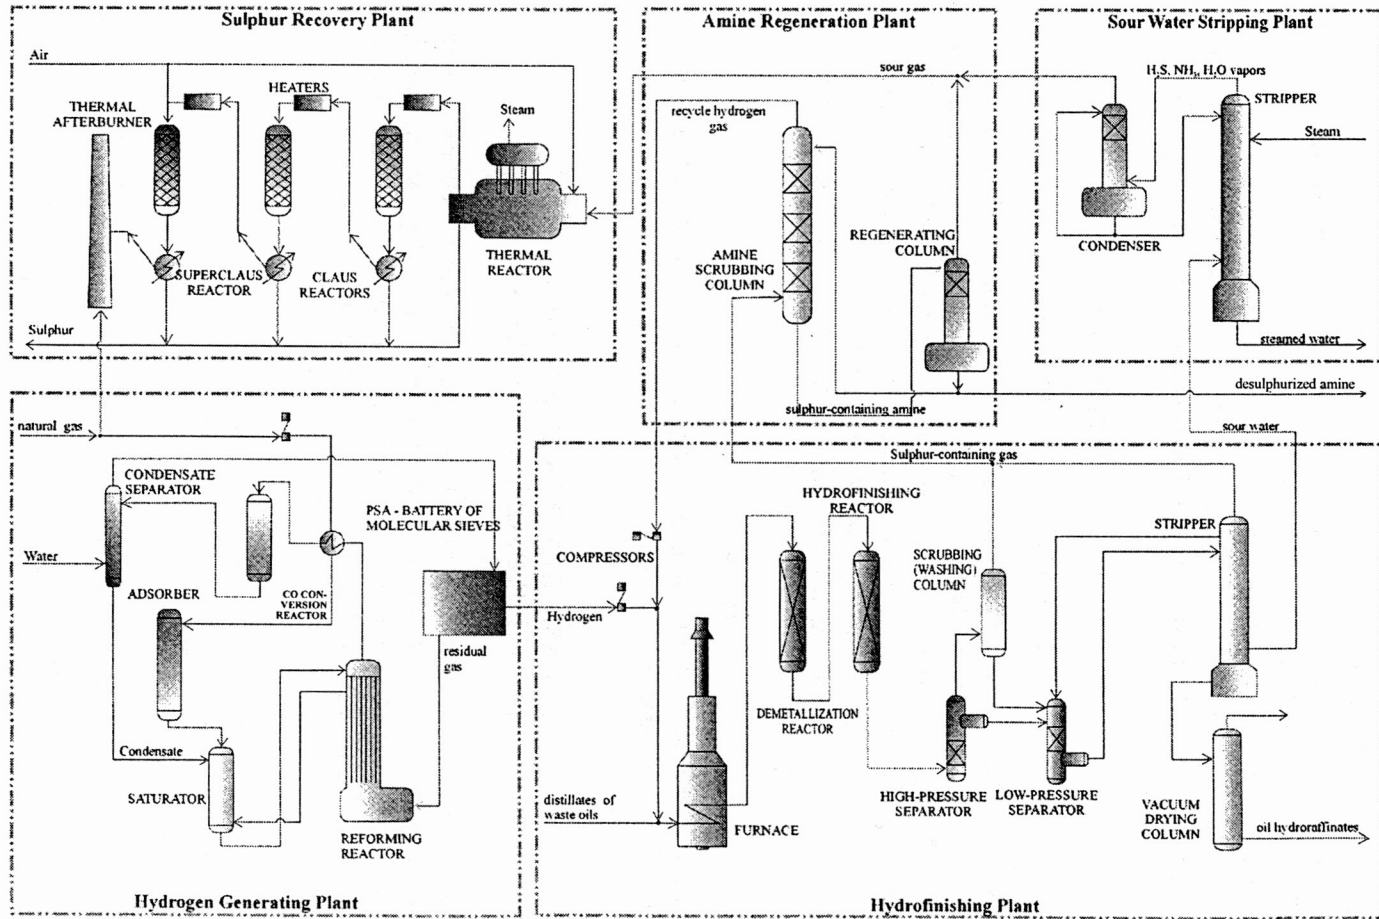 Sulphur Recovery Plant
Air
HEATERS
THERMAL
AFTERBURNER
Steam
SUPERCLAUS
REACTOR
CLAUS
REACTORS
THERMAL
REACTOR
Sulphur
Amine Regeneration Plant
sour gas
recycle hydrogen
gas
AMINE
SCRUBBING
COLUMN
REGENERATING
COLUMN
sulphur-containing amine
desulphurized amine
Sour Water Stripping Plant
H2S, NH3, H2O vapors
STRIPPER
Steam
CONDENSER
steamed water
sour water
natural gas
CONDENSATE
SEPARATOR
PSA - BATTERY OF
MOLECULAR SIEVES
Water
ADSORBER
CO CON-
VERSION
REACTOR
residual
gas
Condensate
SATURATOR
REFORMING
REACTOR
Hydrogen Generating Plant
Sulphur-containing gas
HYDROFINISHING
REACTOR
COMPRESSORS
Hydrogen
SCRUBBING
(WASHING)
COLUMN
STRIPPER
DEMETALLIZATION
REACTOR
distillates of
waste oils
FURNACE
HIGH-PRESSURE
SEPARATOR
LOW-PRESSURE
SEPARATOR
VACUUM
DRYING
COLUMN
oil hydroraffinates
Hydrofinishing Plant